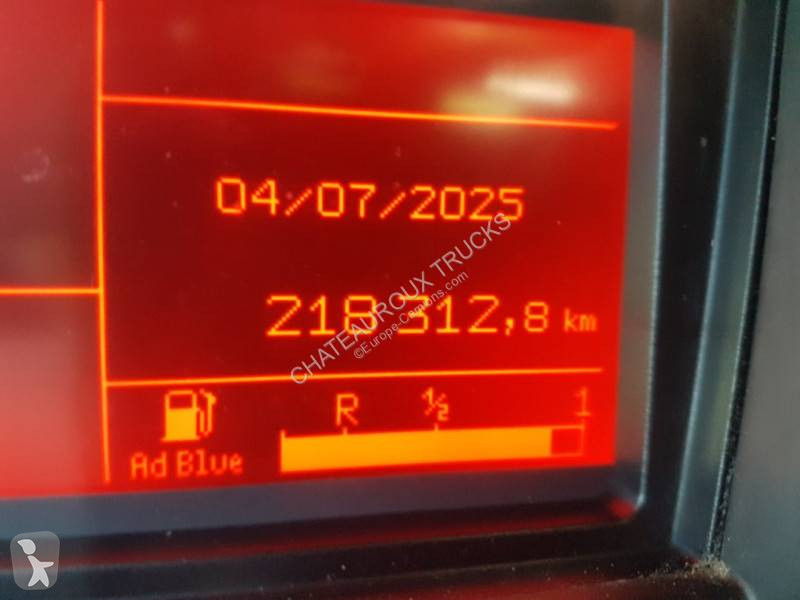 04/07/2025
218 312,8 km
CHATEAUROUX TRUCKS
©Europe-Camions.com
R ½ 1
Ad Blue